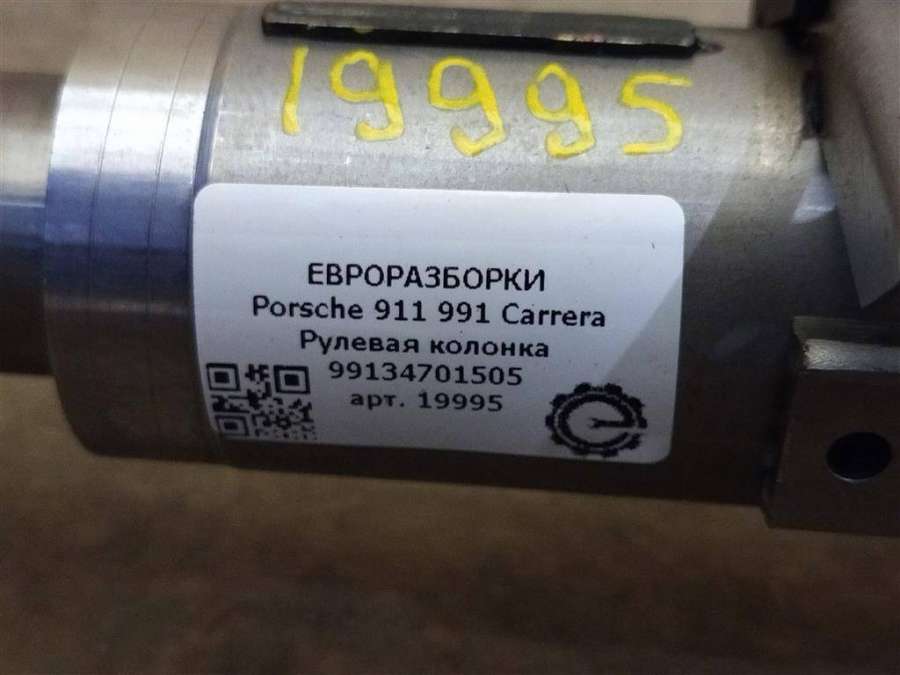 19995
ЕВРОРАЗБОРКИ
Porsche 911 991 Carrera
Рулевая колонка
99134701505
арт. 19995